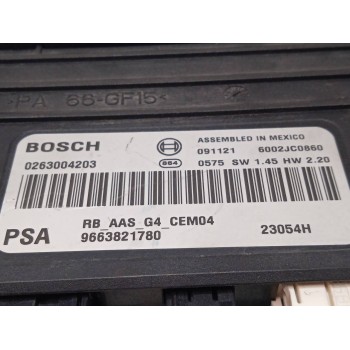 >PA 66-GF15<
BOSCH
ASSEMBLED IN MEXICO
091121 6002JC0860
0263004203
864 0575 SW 1.45 HW 2.20
RB_AAS_G4_CEM04
PSA 9663821780 23054H